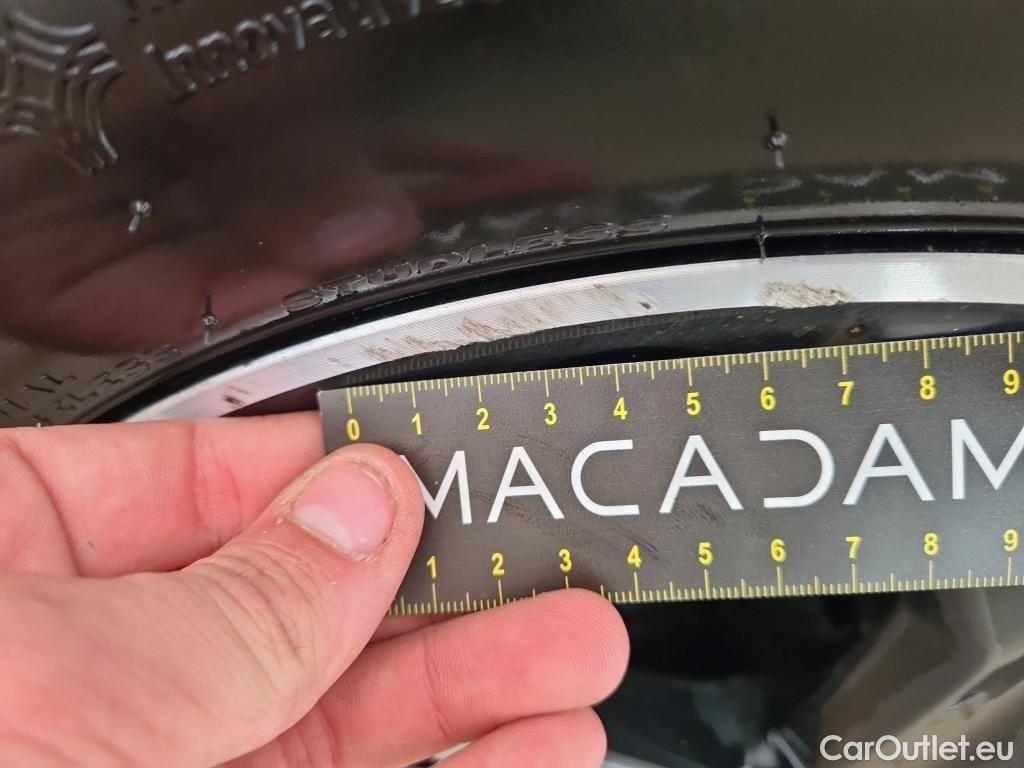 STUDLESS
0 1 2 3 4 5 6 7 8 9
MACADAM
1 2 3 4 5 6 7 8 9
CarOutlet.eu